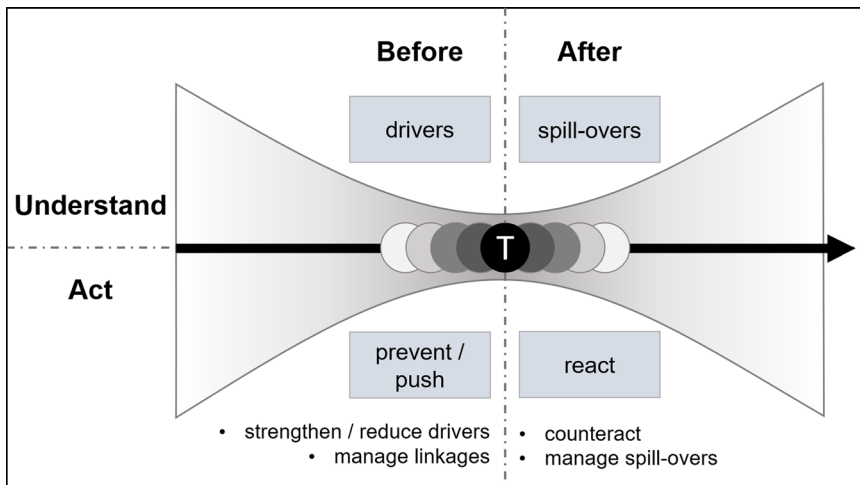 Before
After
drivers
spill-overs
Understand
T
Act
prevent /
push
react
• strengthen / reduce drivers
• manage linkages
• counteract
• manage spill-overs